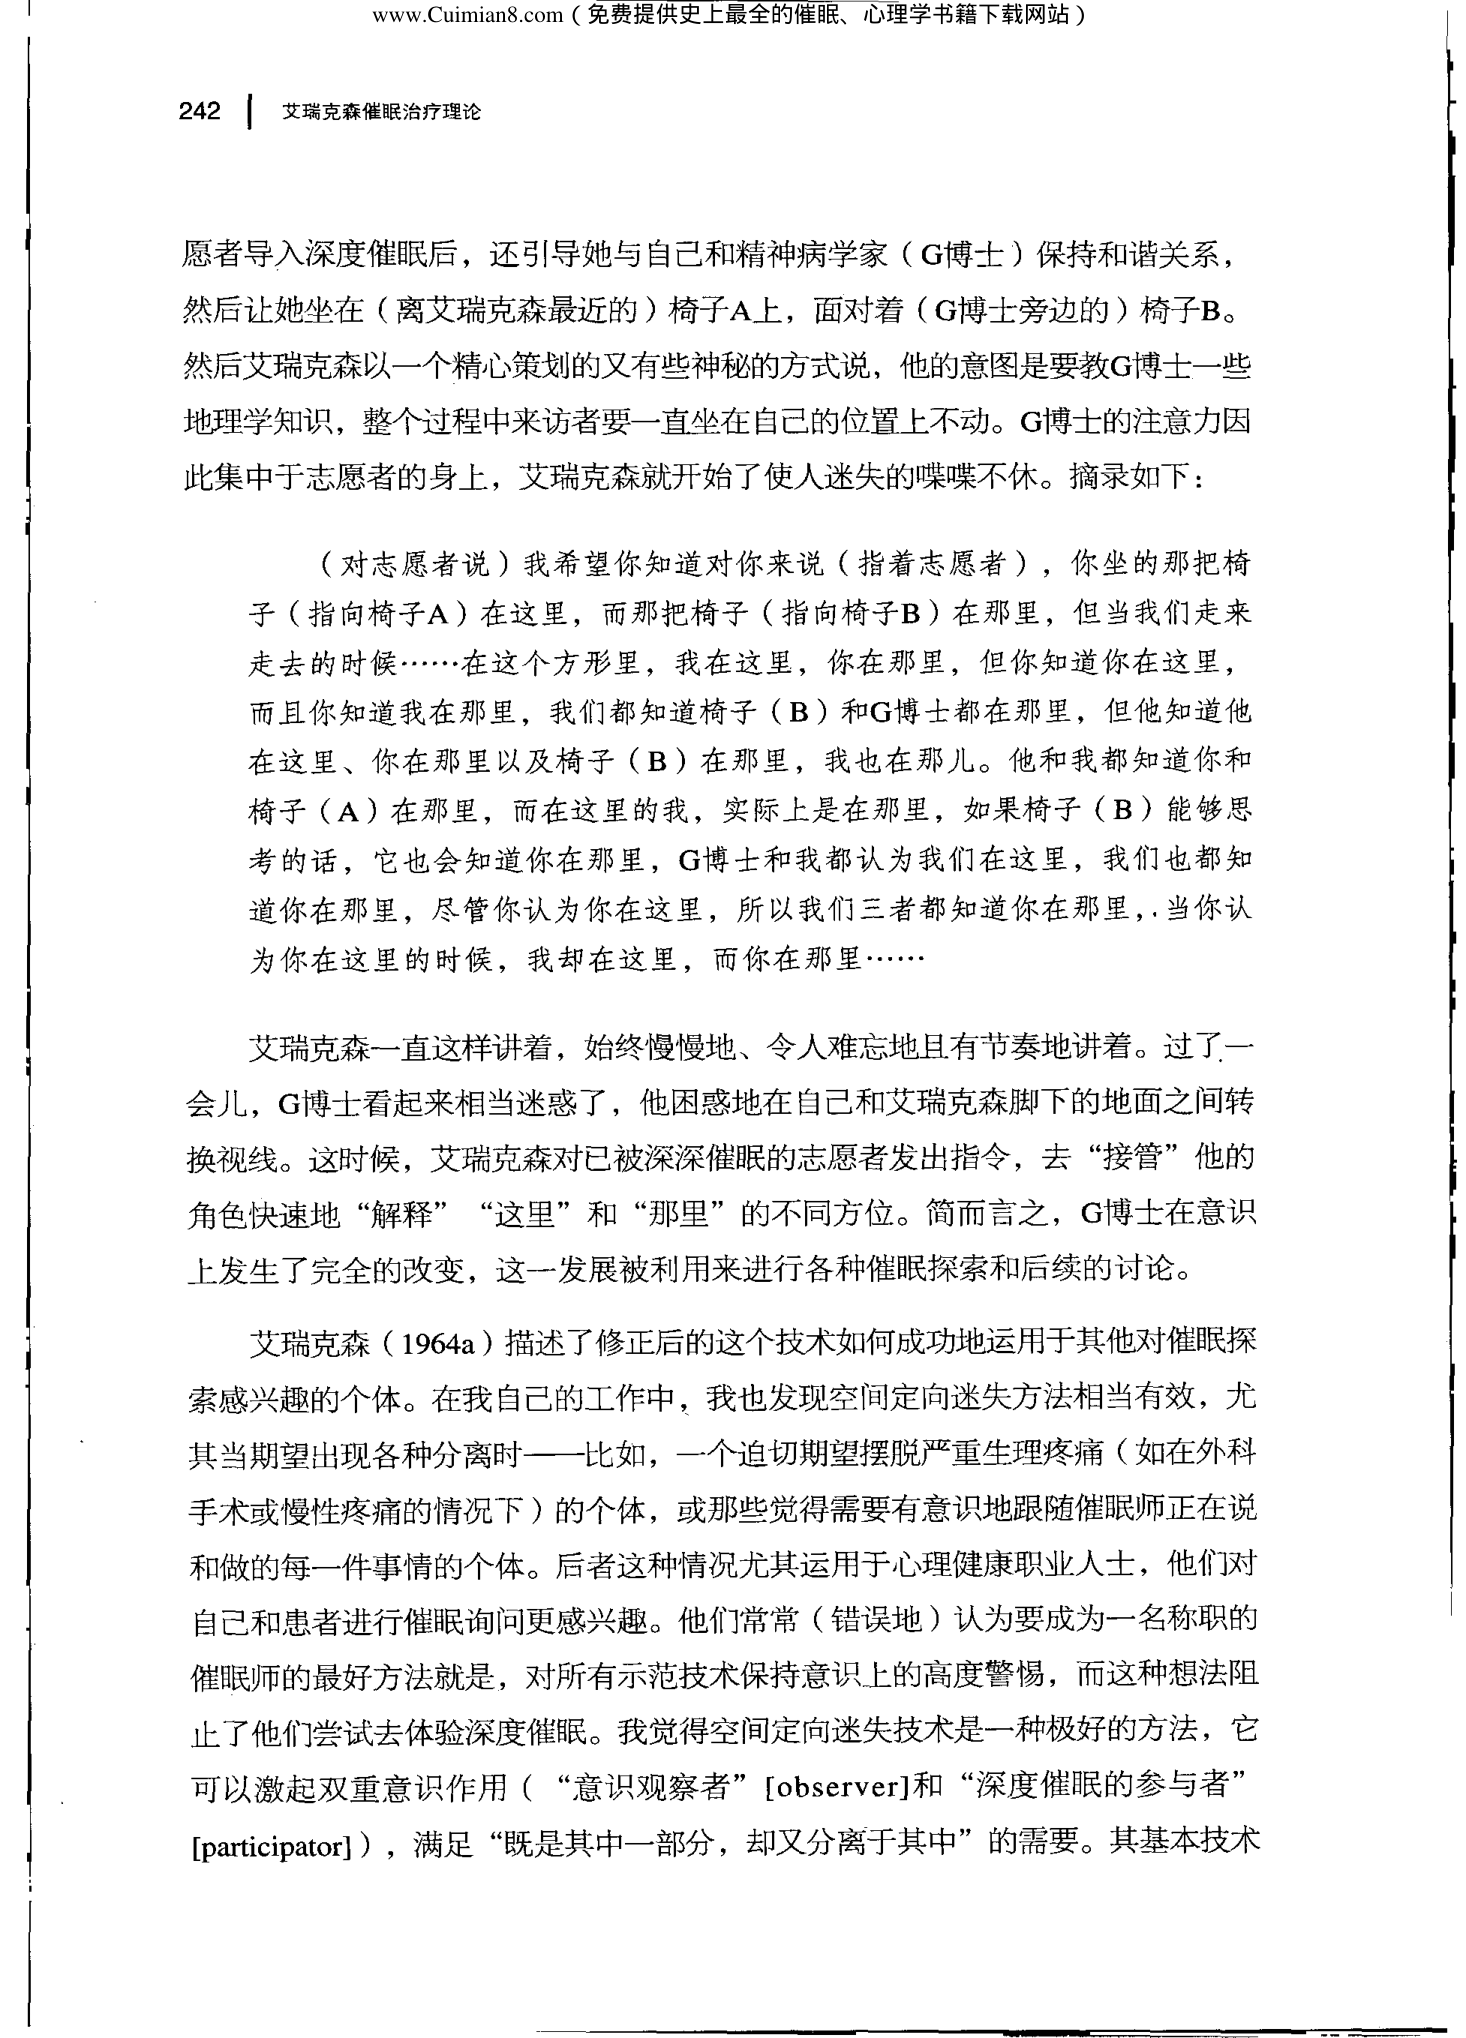 www.Cuimian8.com（免费提供史上最全的催眠、心理学书籍下载网站）
242 艾瑞克森催眠治疗理论
愿者导入深度催眠后，还引导她与自己和精神病学家（G博士）保持和谐关系，
然后让她坐在（离艾瑞克森最近的）椅子A上，面对着（G博士旁边的）椅子B。
然后艾瑞克森以一个精心策划的又有些神秘的方式说，他的意图是要教G博士一些
地理学知识，整个过程中来访者要一直坐在自己的位置上不动。G博士的注意力因
此集中于志愿者的身上，艾瑞克森就开始了使人迷失的喋喋不休。摘录如下：
（对志愿者说）我希望你知道对你来说（指着志愿者），你坐的那把椅
子（指向椅子A）在这里，而那把椅子（指向椅子B）在那里，但当我们走来
走去的时候……在这个方形里，我在这里，你在那里，但你知道你在这里，
而且你知道我在那里，我们都知道椅子（B）和G博士都在那里，但他知道他
在这里、你在那里以及椅子（B）在那里，我也在那儿。他和我都知道你和
椅子（A）在那里，而在这里的我，实际上是在那里，如果椅子（B）能够思
考的话，它也会知道你在那里，G博士和我都认为我们在这里，我们也都知
道你在那里，尽管你认为你在这里，所以我们三者都知道你在那里，当你认
为你在这里的时候，我却在这里，而你在那里……
艾瑞克森一直这样讲着，始终慢慢地、令人难忘地且有节奏地讲着。过了一
会儿，G博士看起来相当迷惑了，他困惑地在自己和艾瑞克森脚下的地面之间转
换视线。这时候，艾瑞克森对已被深深催眠的志愿者发出指令，去“接管”他的
角色快速地“解释”“这里”和“那里”的不同方位。简而言之，G博士在意识
上发生了完全的改变，这一发展被利用来进行各种催眠探索和后续的讨论。
艾瑞克森（1964a）描述了修正后的这个技术如何成功地运用于其他对催眠探
索感兴趣的个体。在我自己的工作中，我也发现空间定向迷失方法相当有效，尤
其当期望出现各种分离时——比如，一个迫切期望摆脱严重生理疼痛（如在外科
手术或慢性疼痛的情况下）的个体，或那些觉得需要有意识地跟随催眠师正在说
和做的每一件事情的个体。后者这种情况尤其运用于心理健康职业人士，他们对
自己和患者进行催眠询问更感兴趣。他们常常（错误地）认为要成为一名称职的
催眠师的最好方法就是，对所有示范技术保持意识上的高度警惕，而这种想法阻
止了他们尝试去体验深度催眠。我觉得空间定向迷失技术是一种极好的方法，它
可以激起双重意识作用（“意识观察者”[observer]和“深度催眠的参与者”
[participator]），满足“既是其中一部分，却又分离于其中”的需要。其基本技术